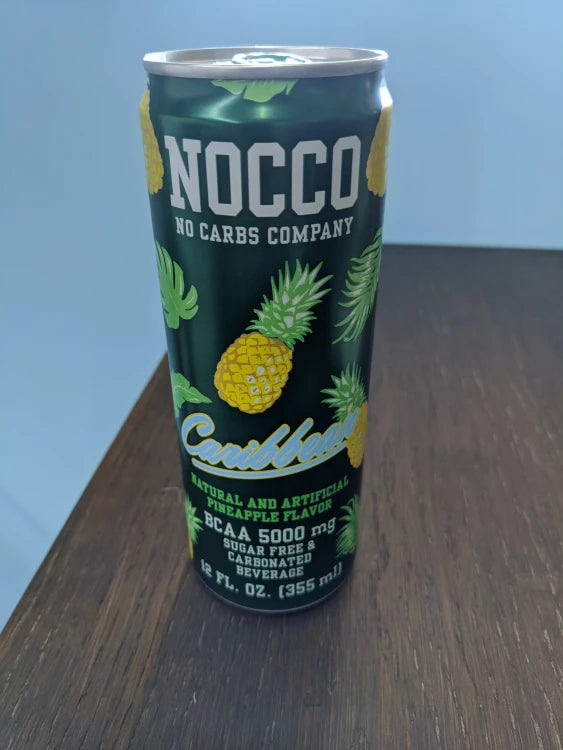 NOCCO
NO CARBS COMPANY
Caribbean
NATURAL AND ARTIFICIAL
PINEAPPLE FLAVOR
BCAA 5000 mg
SUGAR FREE &
CARBONATED
BEVERAGE
12 FL. OZ. (355 ml)